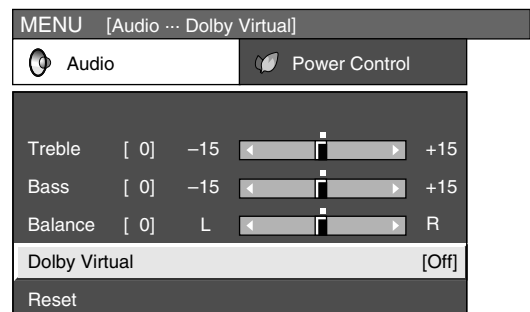 MENU [Audio ··· Dolby Virtual]
Audio Power Control
Treble [ 0] –15 +15
Bass [ 0] –15 +15
Balance [ 0] L R
Dolby Virtual [Off]
Reset